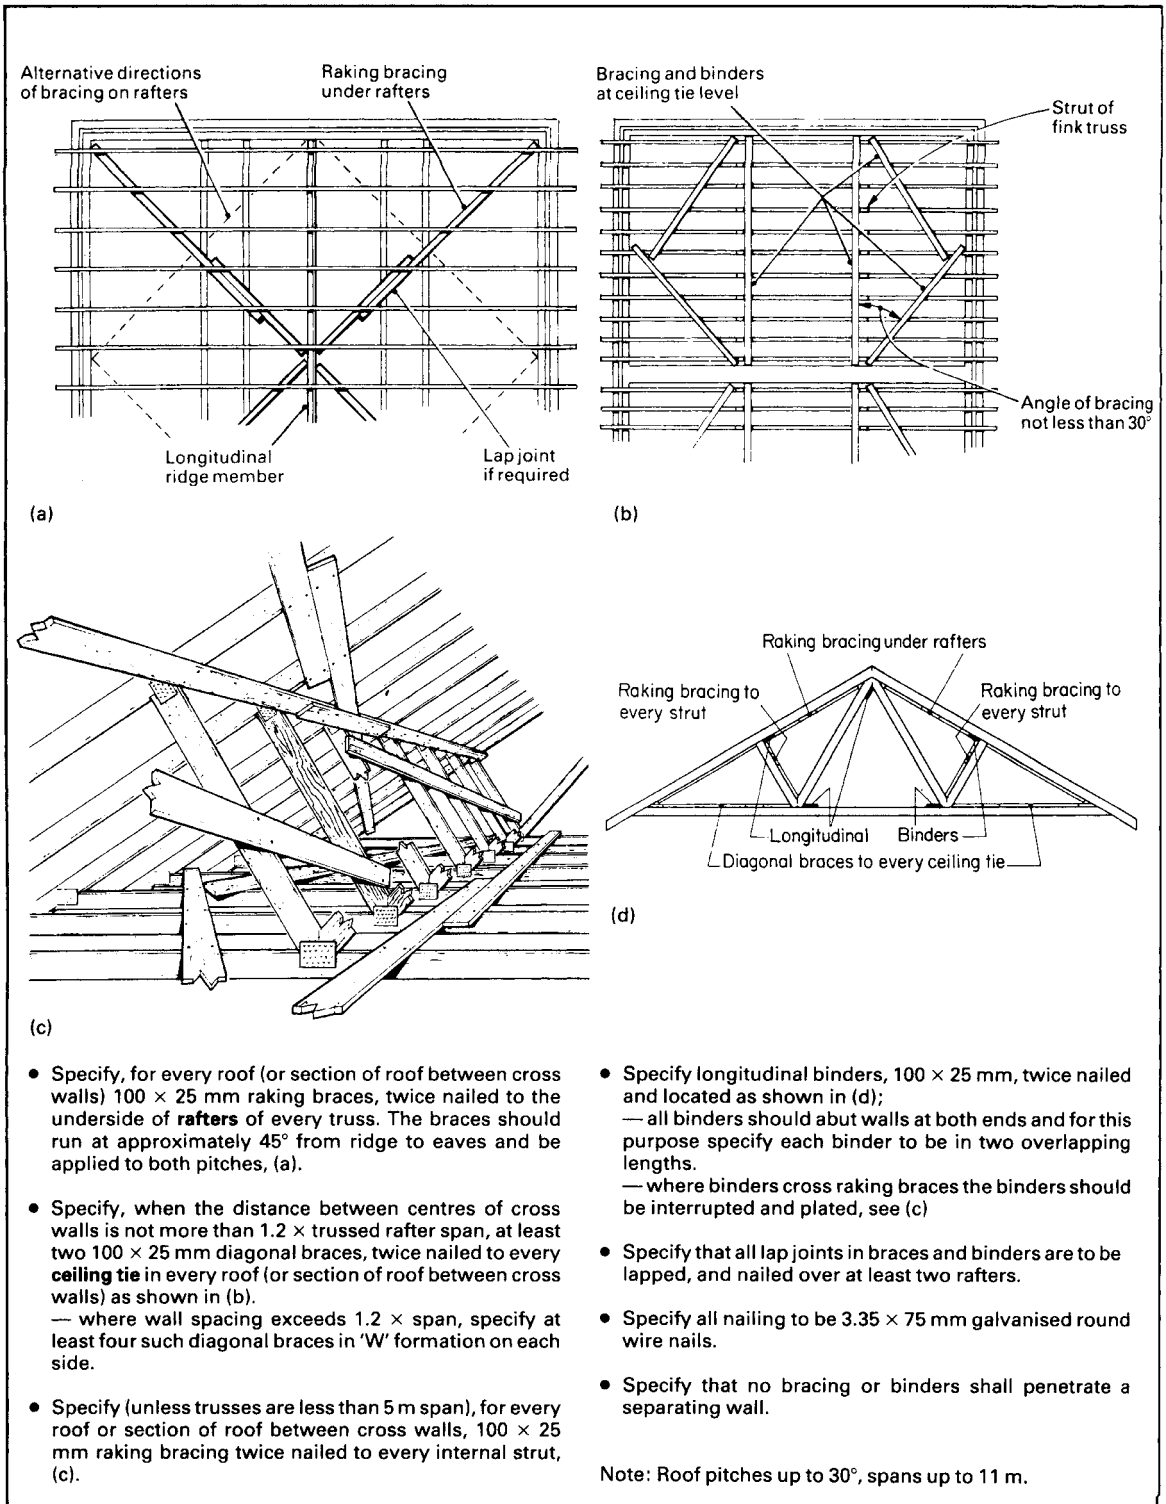 Alternative directions
of bracing on rafters
Raking bracing
under rafters
Longitudinal
ridge member
Lap joint
if required
(a)
Bracing and binders
at ceiling tie level
Strut of
fink truss
Angle of bracing
not less than 30°
(b)
(c)
Raking bracing under rafters
Raking bracing to
every strut
Raking bracing to
every strut
Longitudinal
Binders
Diagonal braces to every ceiling tie
(d)
• Specify, for every roof (or section of roof between cross
walls) 100 × 25 mm raking braces, twice nailed to the
underside of rafters of every truss. The braces should
run at approximately 45° from ridge to eaves and be
applied to both pitches, (a).
• Specify, when the distance between centres of cross
walls is not more than 1.2 × trussed rafter span, at least
two 100 × 25 mm diagonal braces, twice nailed to every
ceiling tie in every roof (or section of roof between cross
walls) as shown in (b).
— where wall spacing exceeds 1.2 × span, specify at
least four such diagonal braces in 'W' formation on each
side.
• Specify (unless trusses are less than 5 m span), for every
roof or section of roof between cross walls, 100 × 25
mm raking bracing twice nailed to every internal strut,
(c).
• Specify longitudinal binders, 100 × 25 mm, twice nailed
and located as shown in (d);
— all binders should abut walls at both ends and for this
purpose specify each binder to be in two overlapping
lengths.
— where binders cross raking braces the binders should
be interrupted and plated, see (c)
• Specify that all lap joints in braces and binders are to be
lapped, and nailed over at least two rafters.
• Specify all nailing to be 3.35 × 75 mm galvanised round
wire nails.
• Specify that no bracing or binders shall penetrate a
separating wall.
Note: Roof pitches up to 30°, spans up to 11 m.